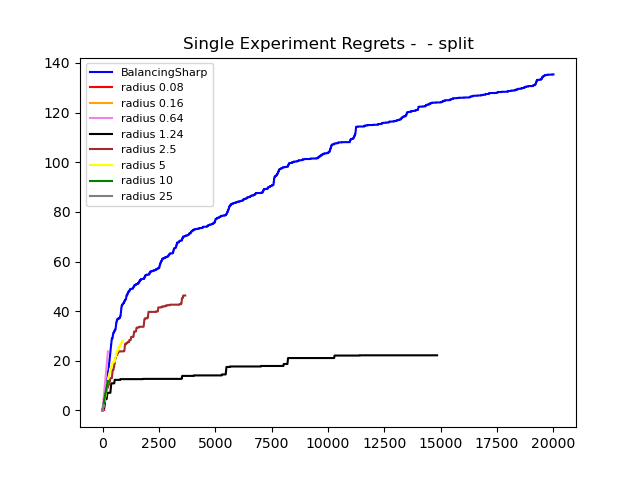 Single Experiment Regrets -  - split
140
120
100
80
60
40
20
0
BalancingSharp
radius 0.08
radius 0.16
radius 0.64
radius 1.24
radius 2.5
radius 5
radius 10
radius 25
0 2500 5000 7500 10000 12500 15000 17500 20000